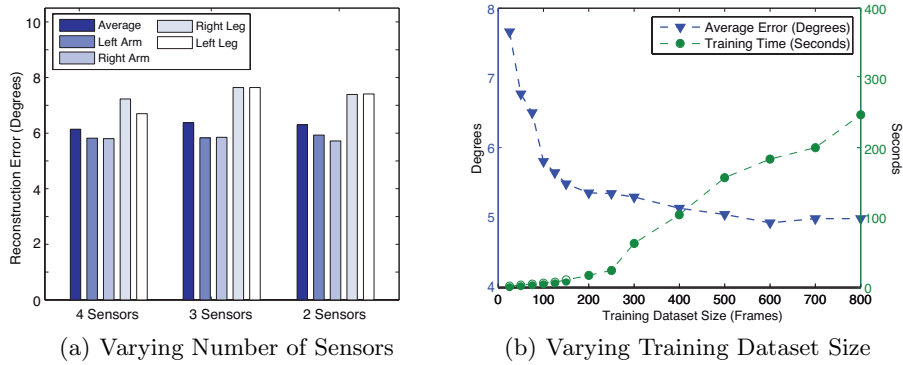 Reconstruction Error (Degrees)
10
8
6
4
2
0
Average
Left Arm
Right Arm
Right Leg
Left Leg
4 Sensors
3 Sensors
2 Sensors
(a) Varying Number of Sensors
Degrees
8
7
6
5
4
Average Error (Degrees)
Training Time (Seconds)
400
300
200
100
0
Seconds
0 100 200 300 400 500 600 700 800
Training Dataset Size (Frames)
(b) Varying Training Dataset Size